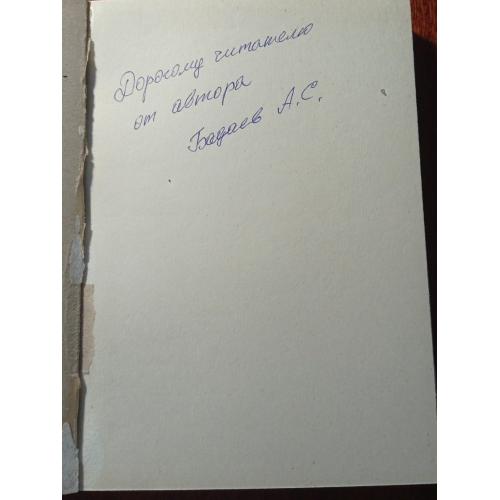 Дорогому читателю
от автора
Бадаев А.С.